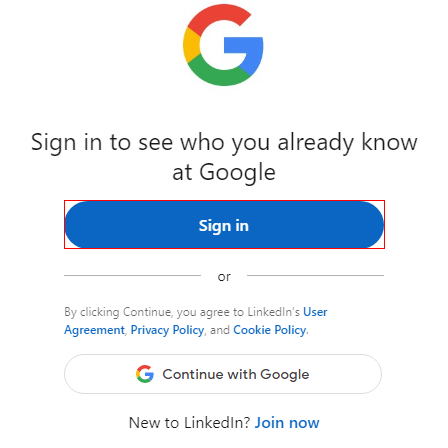 Sign in to see who you already know
at Google
Sign in
or
By clicking Continue, you agree to LinkedIn's User
Agreement, Privacy Policy, and Cookie Policy.
Continue with Google
New to LinkedIn? Join now